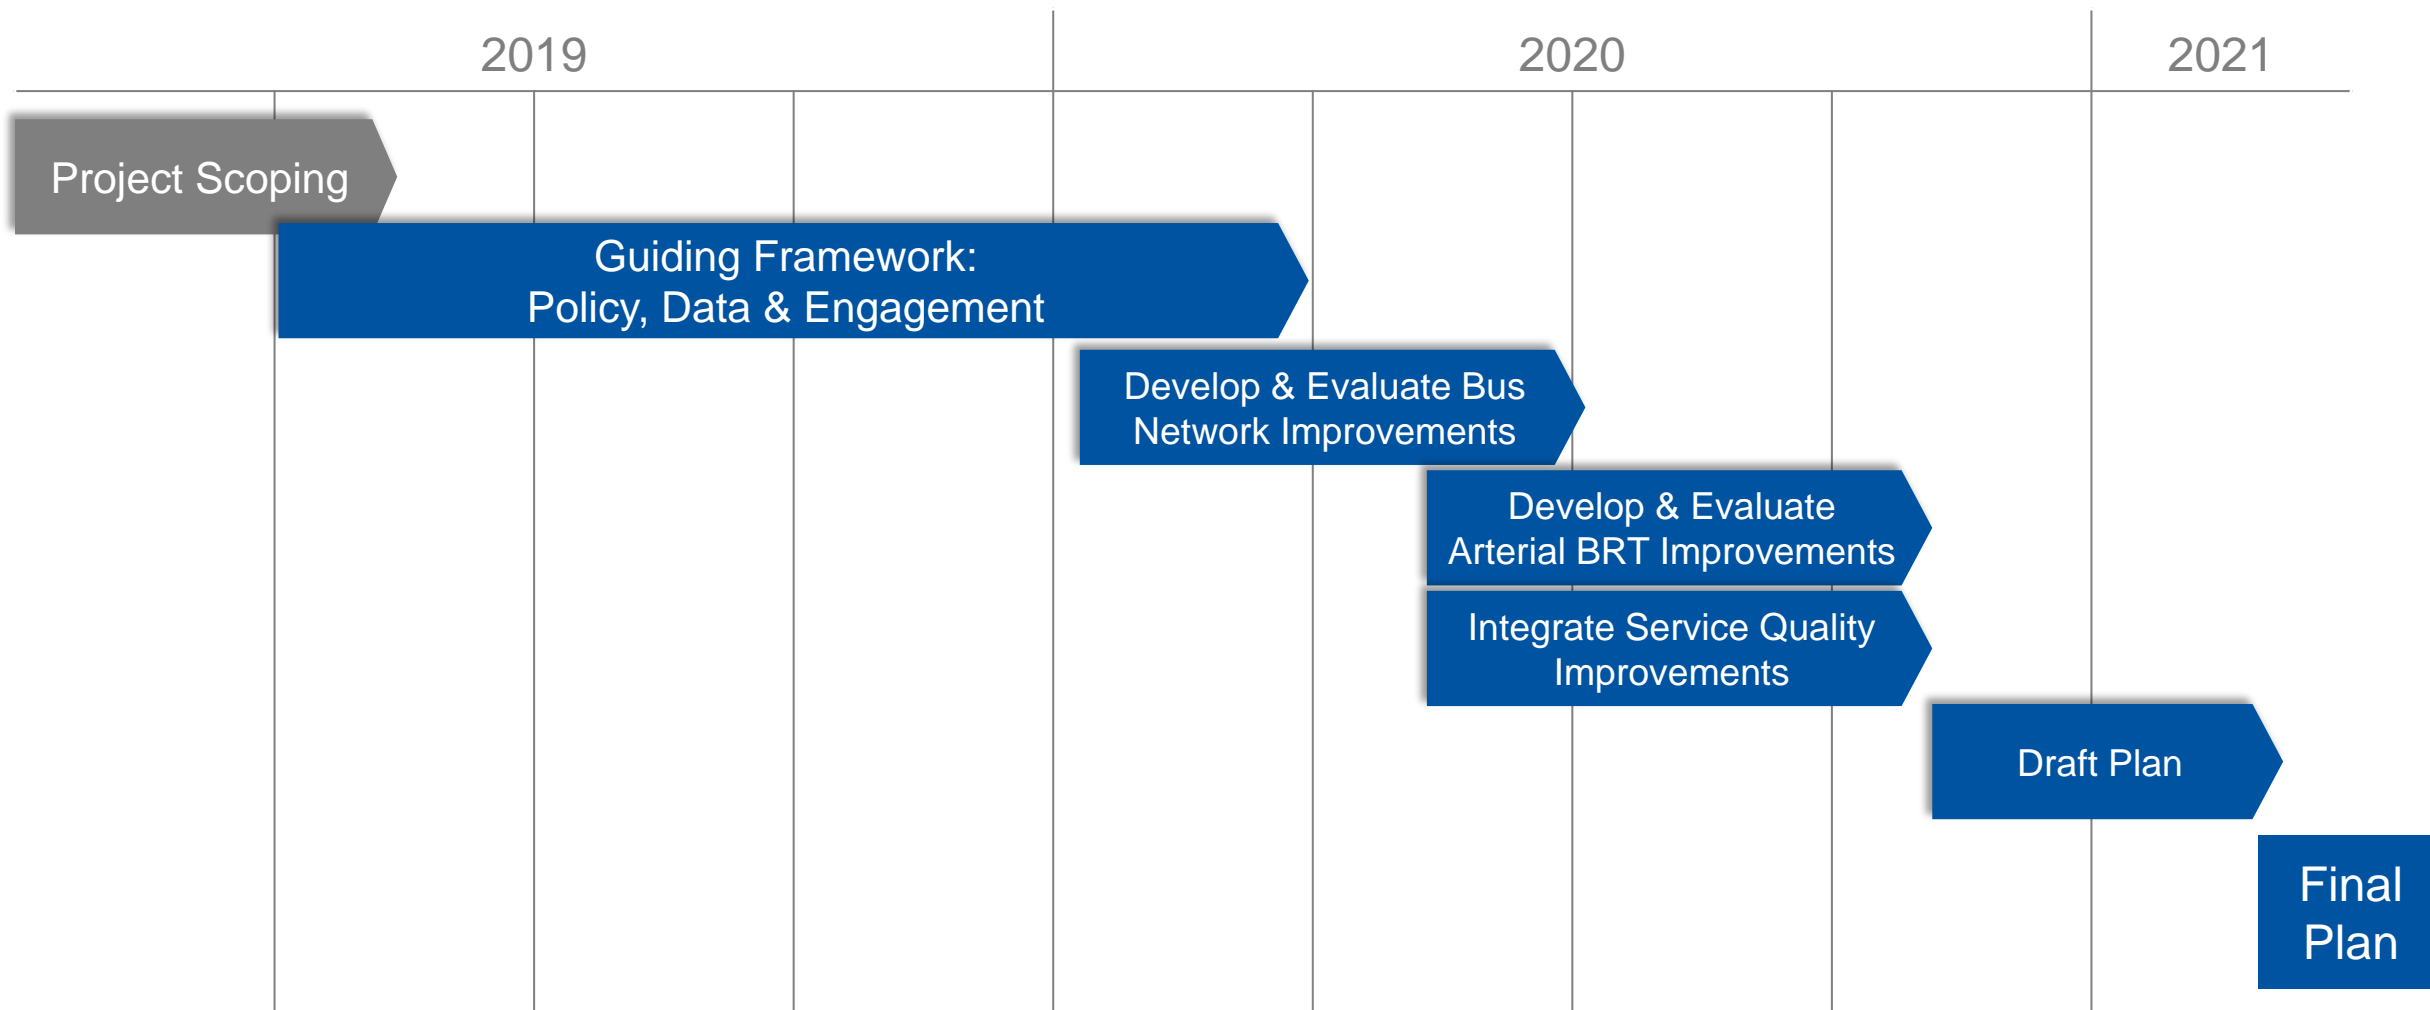 2019
2020
2021
Project Scoping
Guiding Framework:
Policy, Data & Engagement
Develop & Evaluate Bus
Network Improvements
Develop & Evaluate
Arterial BRT Improvements
Integrate Service Quality
Improvements
Draft Plan
Final
Plan